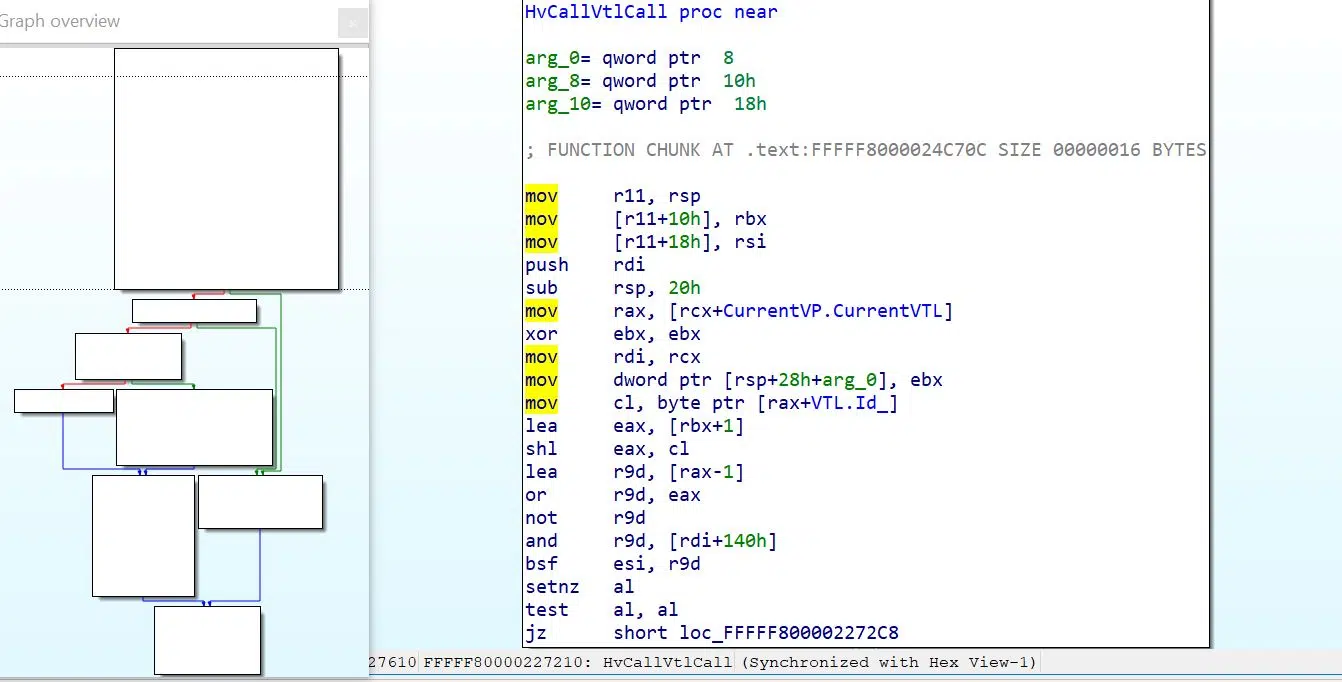 Graph overview
HvCallVtlCall proc near
arg_0= qword ptr  8
arg_8= qword ptr  10h
arg_10= qword ptr  18h
; FUNCTION CHUNK AT .text:FFFFF8000024C70C SIZE 00000016 BYTES
mov     r11, rsp
mov     [r11+10h], rbx
mov     [r11+18h], rsi
push    rdi
sub     rsp, 20h
mov     rax, [rcx+CurrentVP.CurrentVTL]
xor     ebx, ebx
mov     rdi, rcx
mov     dword ptr [rsp+28h+arg_0], ebx
mov     cl, byte ptr [rax+VTL.Id_]
lea     eax, [rbx+1]
shl     eax, cl
lea     r9d, [rax-1]
or      r9d, eax
not     r9d
and     r9d, [rdi+140h]
bsf     esi, r9d
setnz   al
test    al, al
jz      short loc_FFFFF800002272C8
27610 FFFFF80000227210: HvCallVtlCall (Synchronized with Hex View-1)